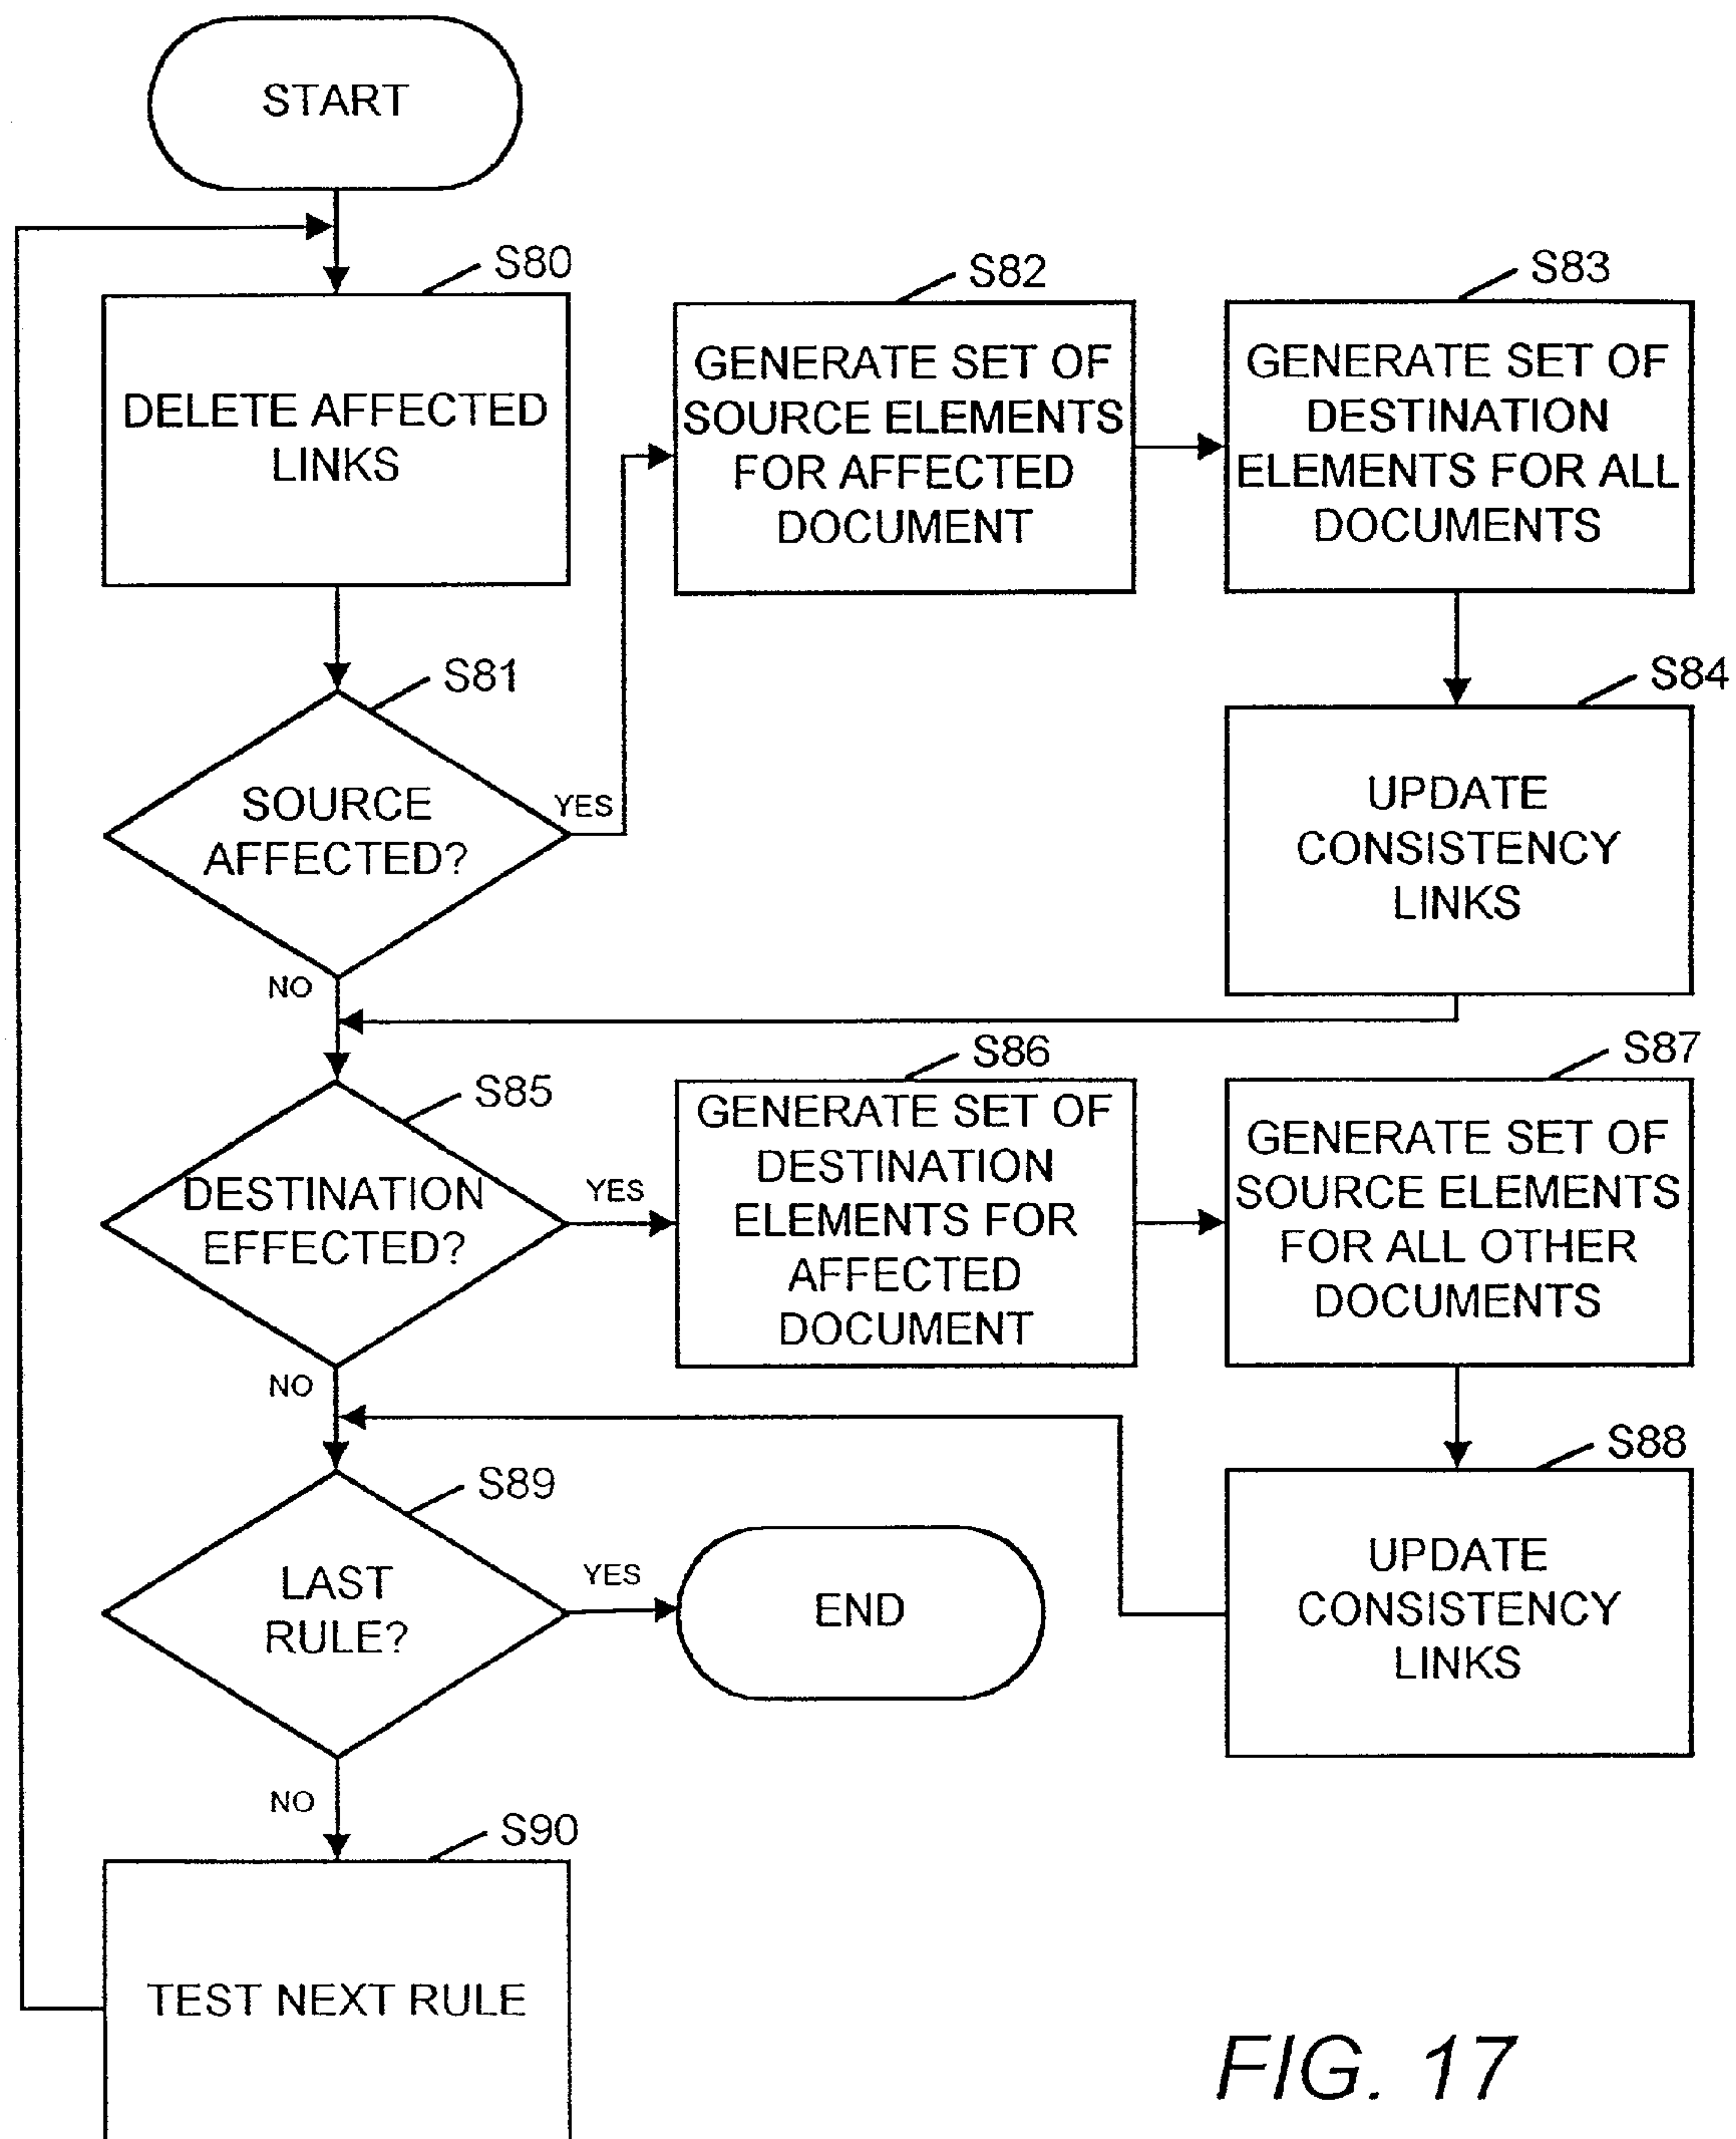 START
S80
DELETE AFFECTED
LINKS
S81
SOURCE
AFFECTED?
YES
NO
S82
GENERATE SET OF
SOURCE ELEMENTS
FOR AFFECTED
DOCUMENT
S83
GENERATE SET OF
DESTINATION
ELEMENTS FOR ALL
DOCUMENTS
S84
UPDATE
CONSISTENCY
LINKS
S85
DESTINATION
EFFECTED?
YES
NO
S86
GENERATE SET OF
DESTINATION
ELEMENTS FOR
AFFECTED
DOCUMENT
S87
GENERATE SET OF
SOURCE ELEMENTS
FOR ALL OTHER
DOCUMENTS
S88
UPDATE
CONSISTENCY
LINKS
S89
LAST
RULE?
YES
NO
END
S90
TEST NEXT RULE
FIG. 17